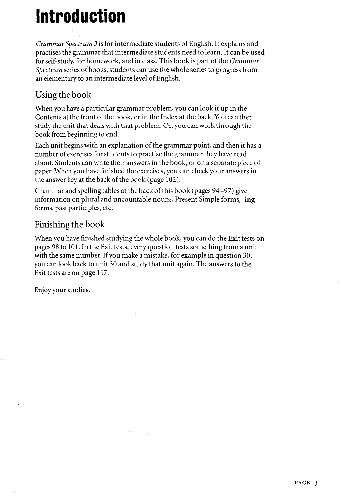 Introduction
Grammar Spectrum 3 is for intermediate students of English. It explains and
practises the grammar that intermediate students need to learn. It can be used
for self-study, for homework, and in class. This book is part of the Grammar
Spectrum series of books; students can use the whole series to progress from
an elementary to an intermediate level of English.
Using the book
When you have a particular grammar problem, you can look it up in the
Contents at the front of the book, or in the Index at the back. You can then
study the unit that deals with that problem. Or, you can work through the
book from beginning to end.
Each unit begins with an explanation of the grammar point, and then it has a
number of exercises for students to practise the grammar they have read
about. Students can write their answers in the book, or on a separate piece of
paper. When you have finished the exercises, you can check your answers in
the answer key at the back of the book (page 102).
Grammar and spelling tables at the back of this book (pages 94-97) give
information on plural and uncountable nouns, Present Simple forms, -ing
forms, past participles, etc.
Finishing the book
When you have finished studying the whole book, you can do the Exit tests on
pages 98 to 101. In the Exit tests, every question tests something from a unit
with the same number. If you make a mistake, for example in question 30,
you can look back to unit 30 and study that unit again. The answers to the
Exit tests are on page 117.
Enjoy your studies.
PAGE